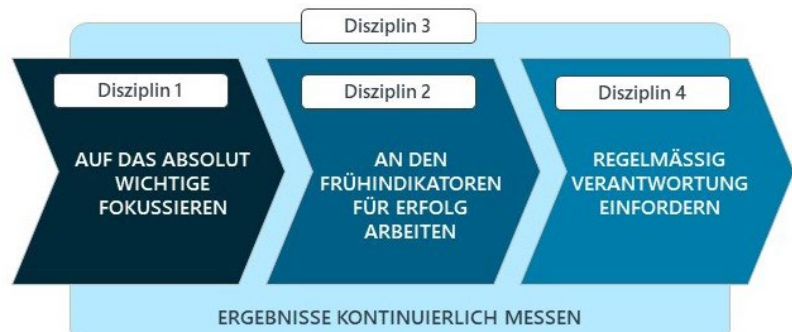 Disziplin 3
Disziplin 1
AUF DAS ABSOLUT
WICHTIGE
FOKUSSIEREN
Disziplin 2
AN DEN
FRÜHINDIKATOREN
FÜR ERFOLG
ARBEITEN
Disziplin 4
REGELMÄSSIG
VERANTWORTUNG
EINFORDERN
ERGEBNISSE KONTINUIERLICH MESSEN